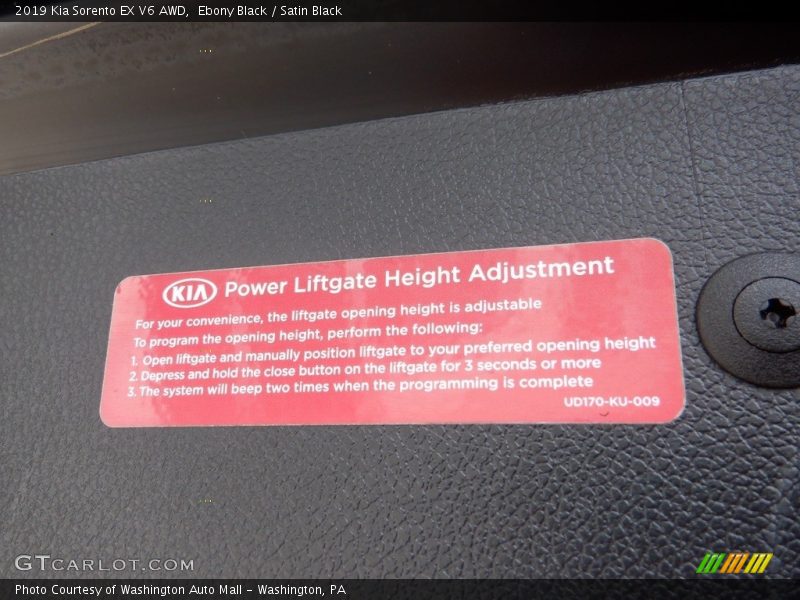 2019 Kia Sorento EX V6 AWD,  Ebony Black / Satin Black
KIA Power Liftgate Height Adjustment
For your convenience, the liftgate opening height is adjustable
To program the opening height, perform the following:
1. Open liftgate and manually position liftgate to your preferred opening height
2. Depress and hold the close button on the liftgate for 3 seconds or more
3. The system will beep two times when the programming is complete
UD170-KU-009
GTCARLOT.COM
Photo Courtesy of Washington Auto Mall - Washington, PA